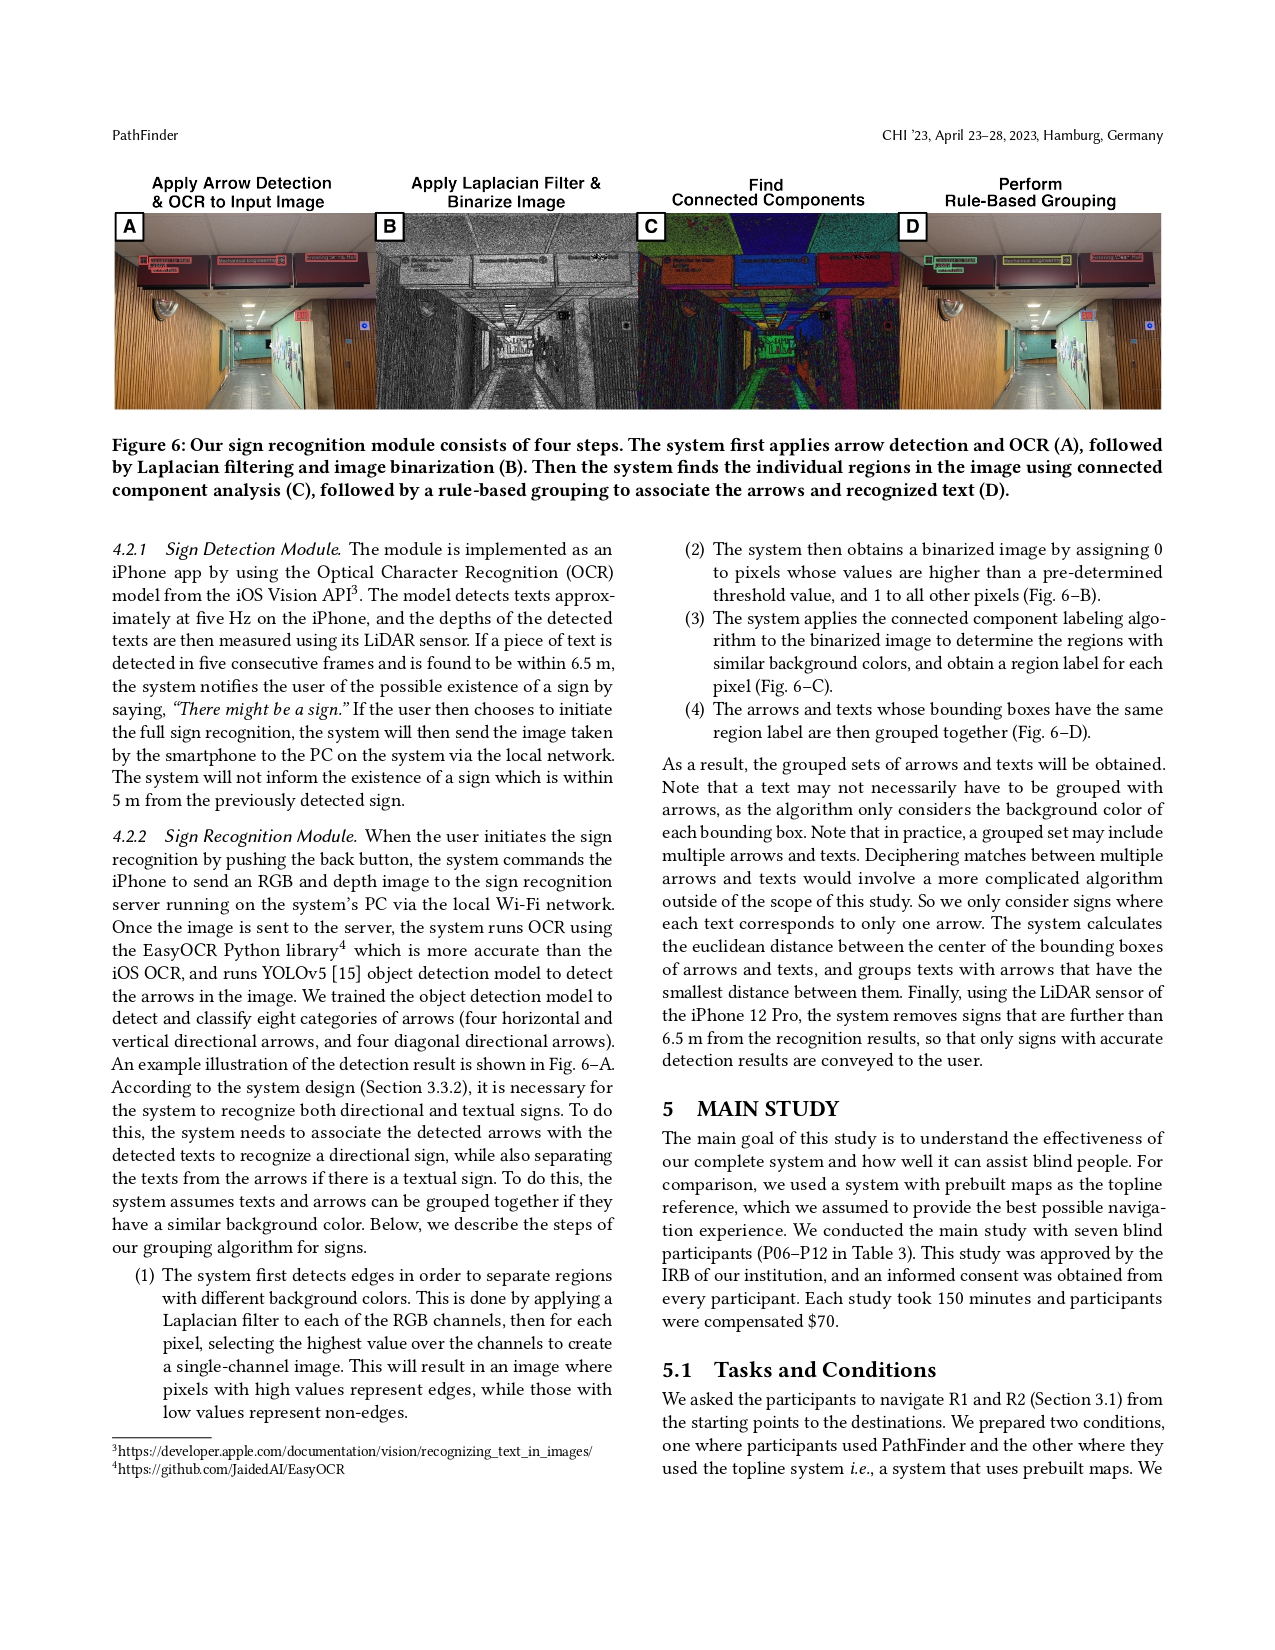 PathFinder
CHI ’23, April 23–28, 2023, Hamburg, Germany
Apply Arrow Detection
& OCR to Input Image
Apply Laplacian Filter &
Binarize Image
Find
Connected Components
Perform
Rule-Based Grouping
A
B
C
D
Figure 6: Our sign recognition module consists of four steps. The system first applies arrow detection and OCR (A), followed
by Laplacian filtering and image binarization (B). Then the system finds the individual regions in the image using connected
component analysis (C), followed by a rule-based grouping to associate the arrows and recognized text (D).
4.2.1 Sign Detection Module. The module is implemented as an
iPhone app by using the Optical Character Recognition (OCR)
model from the iOS Vision API3. The model detects texts approx-
imately at five Hz on the iPhone, and the depths of the detected
texts are then measured using its LiDAR sensor. If a piece of text is
detected in five consecutive frames and is found to be within 6.5 m,
the system notifies the user of the possible existence of a sign by
saying, “There might be a sign.” If the user then chooses to initiate
the full sign recognition, the system will then send the image taken
by the smartphone to the PC on the system via the local network.
The system will not inform the existence of a sign which is within
5 m from the previously detected sign.
4.2.2 Sign Recognition Module. When the user initiates the sign
recognition by pushing the back button, the system commands the
iPhone to send an RGB and depth image to the sign recognition
server running on the system’s PC via the local Wi-Fi network.
Once the image is sent to the server, the system runs OCR using
the EasyOCR Python library4 which is more accurate than the
iOS OCR, and runs YOLOv5 [15] object detection model to detect
the arrows in the image. We trained the object detection model to
detect and classify eight categories of arrows (four horizontal and
vertical directional arrows, and four diagonal directional arrows).
An example illustration of the detection result is shown in Fig. 6–A.
According to the system design (Section 3.3.2), it is necessary for
the system to recognize both directional and textual signs. To do
this, the system needs to associate the detected arrows with the
detected texts to recognize a directional sign, while also separating
the texts from the arrows if there is a textual sign. To do this, the
system assumes texts and arrows can be grouped together if they
have a similar background color. Below, we describe the steps of
our grouping algorithm for signs.
(1) The system first detects edges in order to separate regions
with different background colors. This is done by applying a
Laplacian filter to each of the RGB channels, then for each
pixel, selecting the highest value over the channels to create
a single-channel image. This will result in an image where
pixels with high values represent edges, while those with
low values represent non-edges.
3https://developer.apple.com/documentation/vision/recognizing_text_in_images/
4https://github.com/JaidedAI/EasyOCR
(2) The system then obtains a binarized image by assigning 0
to pixels whose values are higher than a pre-determined
threshold value, and 1 to all other pixels (Fig. 6–B).
(3) The system applies the connected component labeling algo-
rithm to the binarized image to determine the regions with
similar background colors, and obtain a region label for each
pixel (Fig. 6–C).
(4) The arrows and texts whose bounding boxes have the same
region label are then grouped together (Fig. 6–D).
As a result, the grouped sets of arrows and texts will be obtained.
Note that a text may not necessarily have to be grouped with
arrows, as the algorithm only considers the background color of
each bounding box. Note that in practice, a grouped set may include
multiple arrows and texts. Deciphering matches between multiple
arrows and texts would involve a more complicated algorithm
outside of the scope of this study. So we only consider signs where
each text corresponds to only one arrow. The system calculates
the euclidean distance between the center of the bounding boxes
of arrows and texts, and groups texts with arrows that have the
smallest distance between them. Finally, using the LiDAR sensor of
the iPhone 12 Pro, the system removes signs that are further than
6.5 m from the recognition results, so that only signs with accurate
detection results are conveyed to the user.
5 MAIN STUDY
The main goal of this study is to understand the effectiveness of
our complete system and how well it can assist blind people. For
comparison, we used a system with prebuilt maps as the topline
reference, which we assumed to provide the best possible naviga-
tion experience. We conducted the main study with seven blind
participants (P06–P12 in Table 3). This study was approved by the
IRB of our institution, and an informed consent was obtained from
every participant. Each study took 150 minutes and participants
were compensated $70.
5.1 Tasks and Conditions
We asked the participants to navigate R1 and R2 (Section 3.1) from
the starting points to the destinations. We prepared two conditions,
one where participants used PathFinder and the other where they
used the topline system i.e., a system that uses prebuilt maps. We